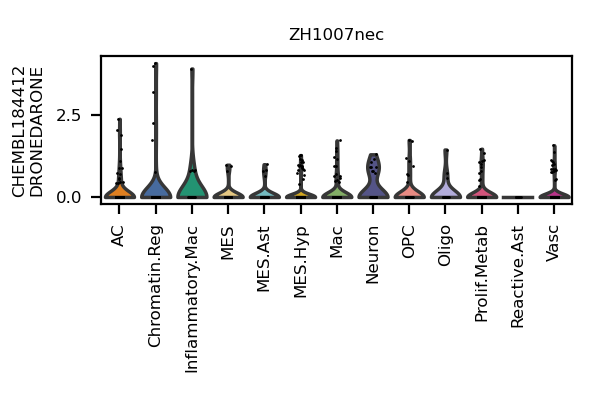 ZH1007nec
CHEMBL184412
DRONEDARONE
2.5
0.0
AC
Chromatin.Reg
Inflammatory.Mac
MES
MES.Ast
MES.Hyp
Mac
Neuron
OPC
Oligo
Prolif.Metab
Reactive.Ast
Vasc